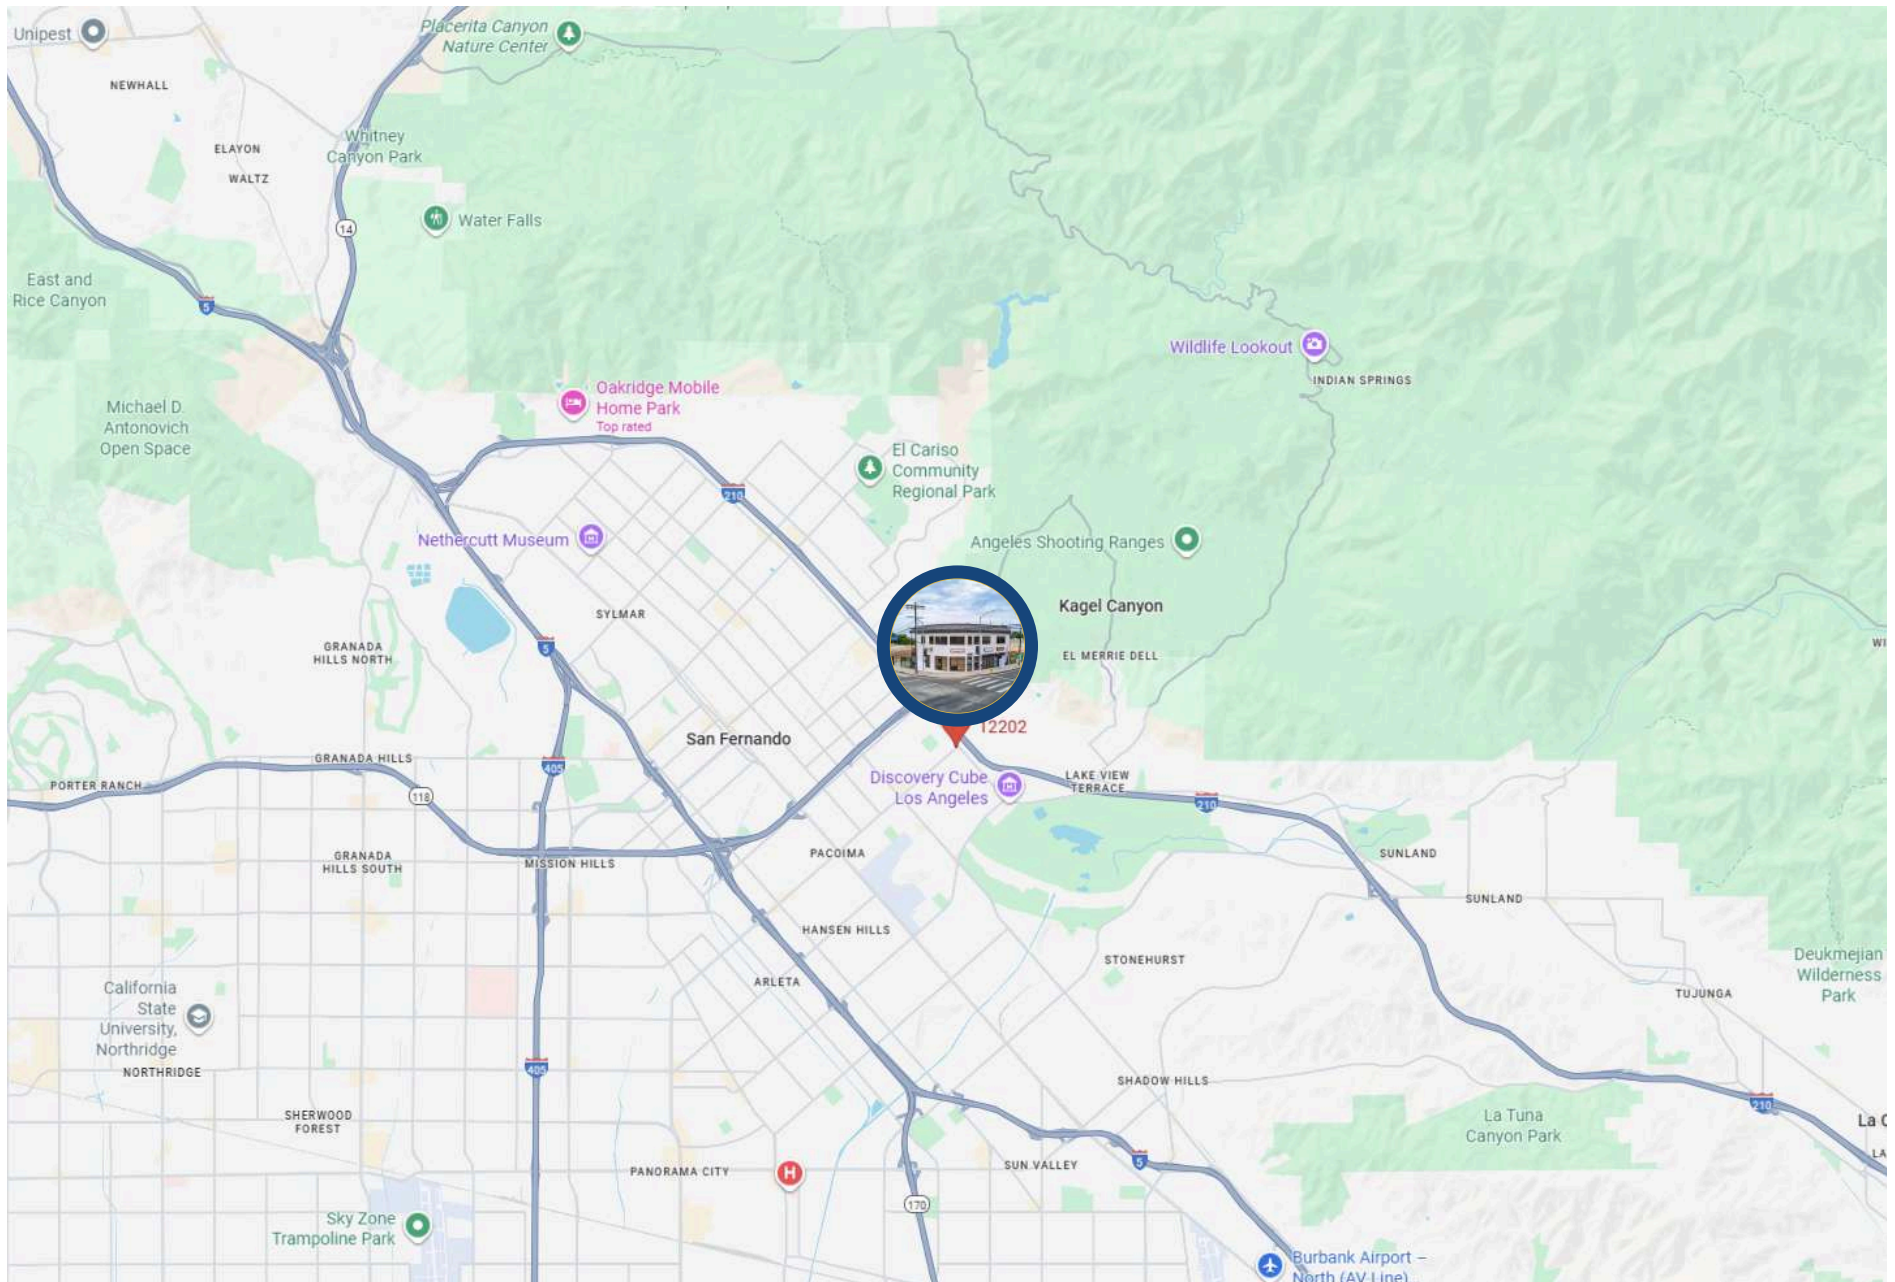 Unipest
Placerita Canyon
Nature Center
NEWHALL
Whitney
Canyon Park
ELAYON
WALTZ
Water Falls
14
East and
Rice Canyon
5
Wildlife Lookout
INDIAN SPRINGS
Oakridge Mobile
Home Park
Top rated
Michael D.
Antonovich
Open Space
El Cariso
Community
Regional Park
210
Nethercutt Museum
Angeles Shooting Ranges
SYLMAR
Kagel Canyon
GRANADA
HILLS NORTH
5
EL MERRIE DELL
WI
San Fernando
12202
GRANADA HILLS
405
PORTER RANCH
118
Discovery Cube
Los Angeles
LAKE VIEW
TERRACE
210
GRANADA
HILLS SOUTH
MISSION HILLS
PACOIMA
SUNLAND
SUNLAND
HANSEN HILLS
STONEHURST
Deukmejian
Wilderness
Park
ARLETA
TUJUNGA
California
State
University,
Northridge
NORTHRIDGE
405
SHADOW HILLS
210
SHERWOOD
FOREST
La Tuna
Canyon Park
La C
LA
PANORAMA CITY
H
SUN VALLEY
5
170
Sky Zone
Trampoline Park
Burbank Airport –
North (AV Line)